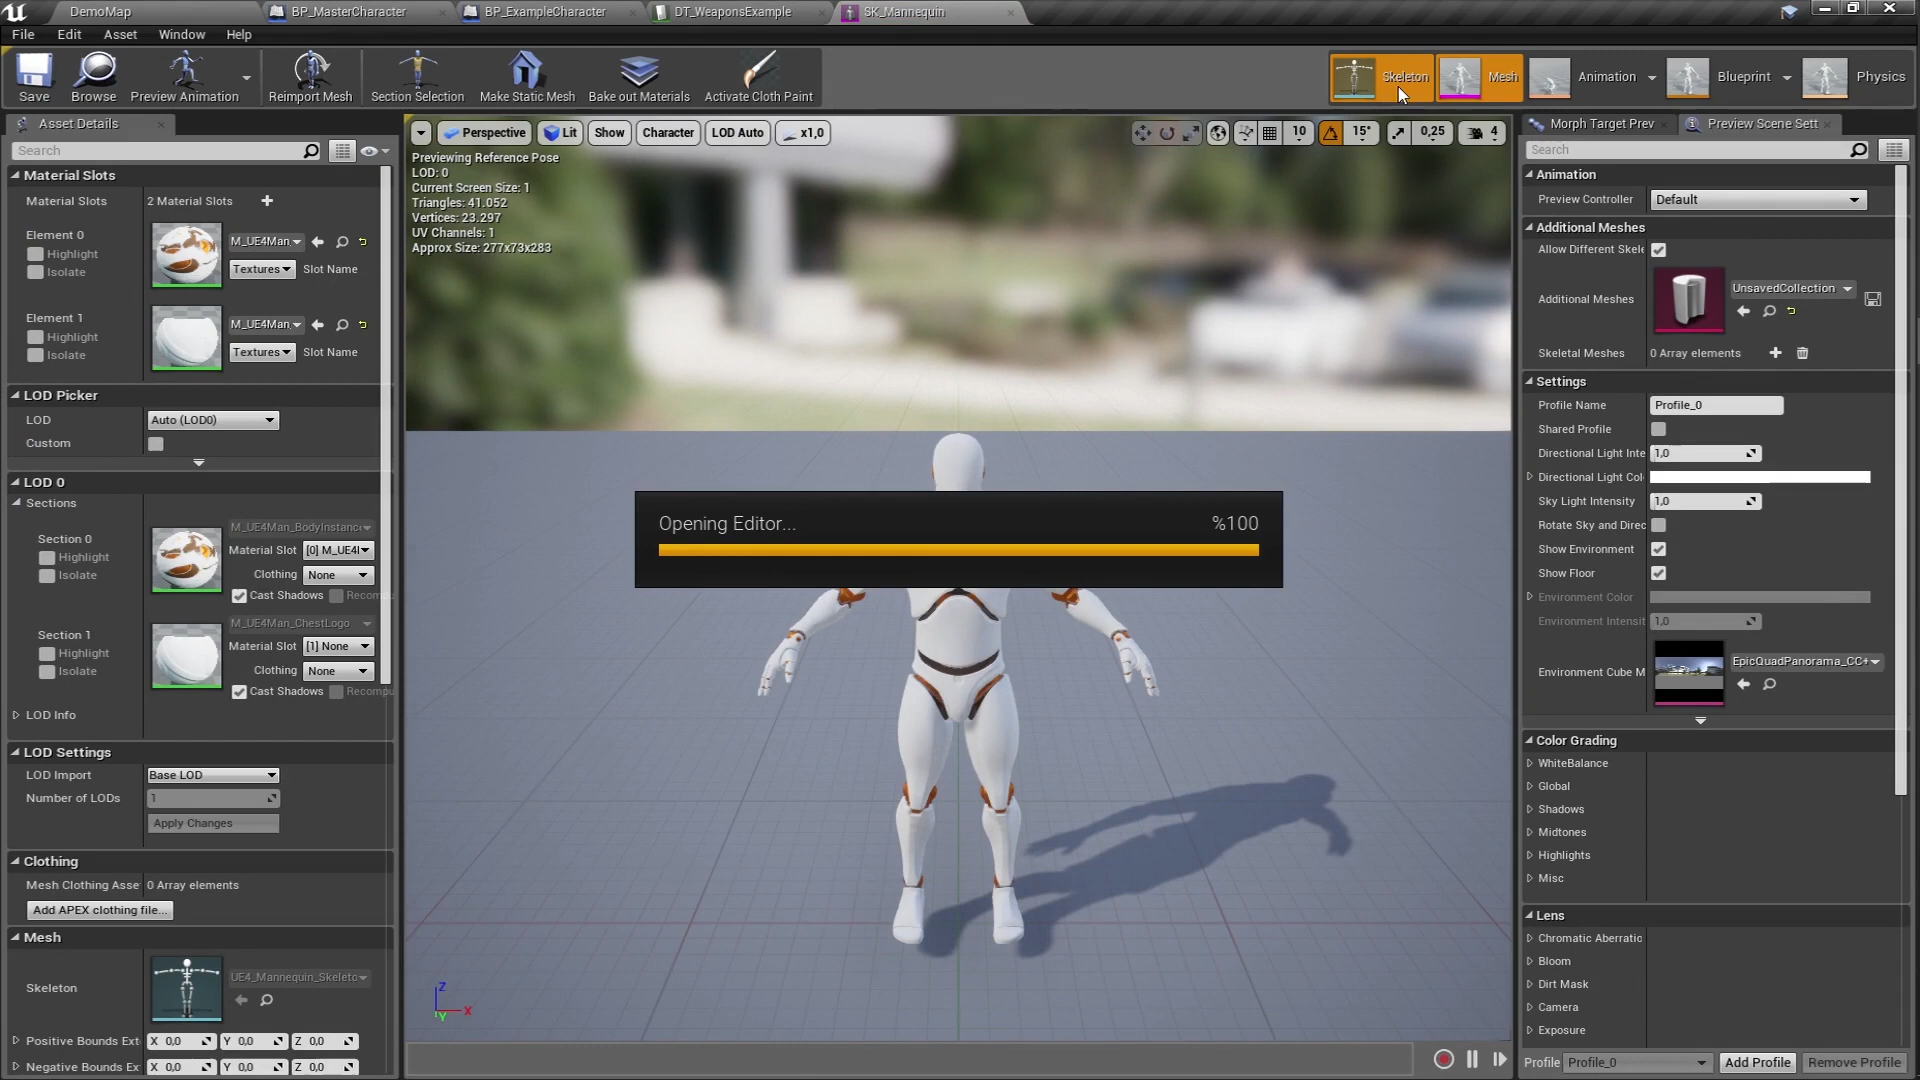 DemoMap
BP_MasterCharacter
BP_ExampleCharacter
DT_WeaponsExample
SK_Mannequin
File
Edit
Asset
Window
Help
Save
Browse
Preview Animation
Reimport Mesh
Section Selection
Make Static Mesh
Bake out Materials
Activate Cloth Paint
Skeleton
Mesh
Animation
Blueprint
Physics
Asset Details
Search
Material Slots
Material Slots
2 Material Slots
Element 0
Highlight
Isolate
M_UE4Man
Textures
Slot Name
Element 1
Highlight
Isolate
M_UE4Man
Textures
Slot Name
LOD Picker
LOD
Auto (LOD0)
Custom
LOD 0
Sections
Section 0
Highlight
Isolate
M_UE4Man_BodyInstance
Material Slot
[0] M_UE4I
Clothing
None
Cast Shadows
Recom
Section 1
Highlight
Isolate
M_UE4Man_ChestLogo
Material Slot
[1] None
Clothing
None
Cast Shadows
Recompu
LOD Info
LOD Settings
LOD Import
Base LOD
Number of LODs
1
Apply Changes
Clothing
Mesh Clothing Asse
0 Array elements
Add APEX clothing file...
Mesh
Skeleton
UE4_Mannequin_Skeleto
Positive Bounds Ext
X 0,0
Y 0,0
Z 0,0
Negative Bounds Ex
X 0,0
Y 0,0
Z 0,0
Perspective
Lit
Show
Character
LOD Auto
x1,0
10
15°
0,25
4
Previewing Reference Pose
LOD: 0
Current Screen Size: 1
Triangles: 41.052
Vertices: 23.297
UV Channels: 1
Approx Size: 277x73x283
Opening Editor...
%100
Z
X
Y
Morph Target Prev
Preview Scene Sett
Search
Animation
Preview Controller
Default
Additional Meshes
Allow Different Skele
Additional Meshes
UnsavedCollection
Skeletal Meshes
0 Array elements
Settings
Profile Name
Profile_0
Shared Profile
Directional Light Inte
1,0
Directional Light Col
Sky Light Intensity
1,0
Rotate Sky and Direc
Show Environment
Show Floor
Environment Color
Environment Intensit
1,0
Environment Cube M
EpicQuadPanorama_CC+
Color Grading
WhiteBalance
Global
Shadows
Midtones
Highlights
Misc
Lens
Chromatic Aberratio
Bloom
Dirt Mask
Camera
Exposure
Profile
Profile_0
Add Profile
Remove Profile